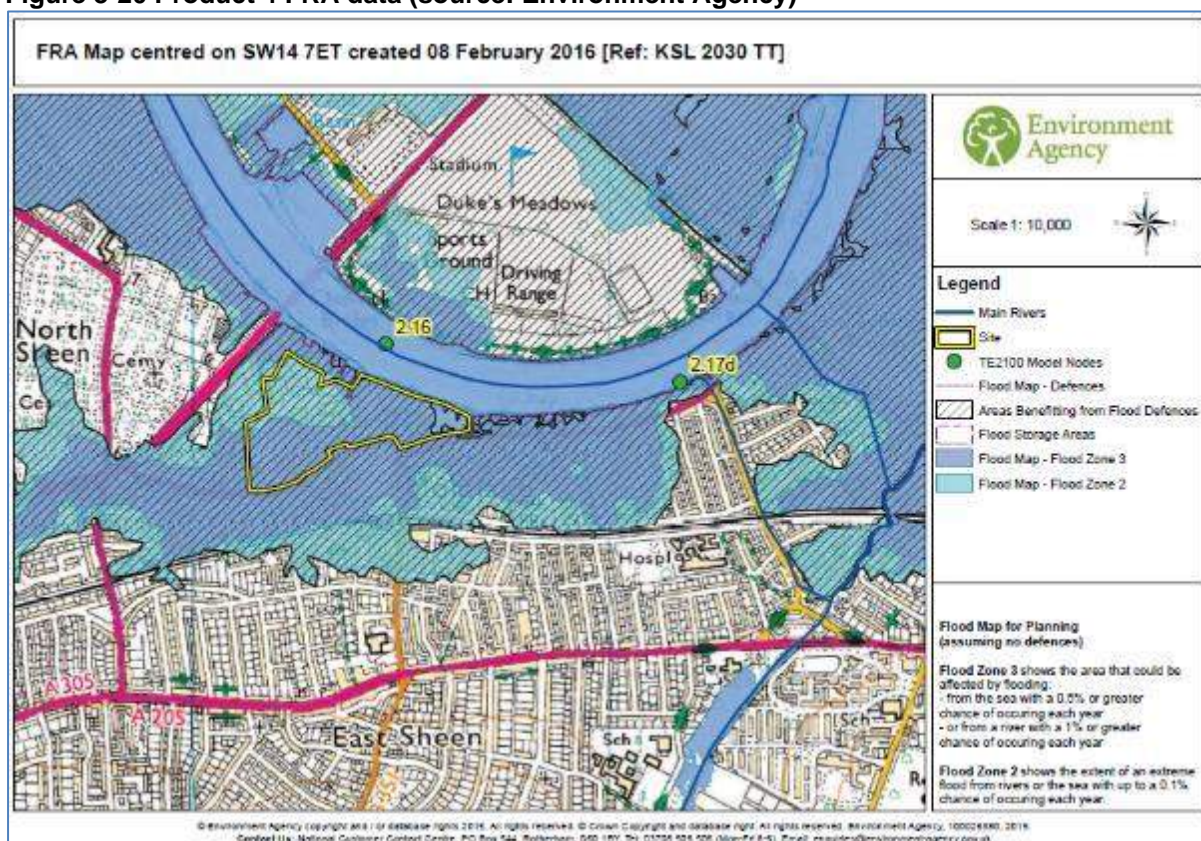 FRA Map centred on SW14 7ET created 08 February 2016 [Ref: KSL 2030 TT]
Environment
Agency
Scale 1: 10,000
Legend
Main Rivers
Site
TE2100 Model Nodes
Flood Map - Defences
Areas Benefitting from Flood Defences
Flood Storage Areas
Flood Map - Flood Zone 3
Flood Map - Flood Zone 2
Flood Map for Planning
(assuming no defences)
Flood Zone 3 shows the area that could be
affected by flooding:
- from the sea with a 0.5% or greater
chance of occuring each year
- or from a river with a 1% or greater
chance of occuring each year
Flood Zone 2 shows the extent of an extreme
flood from rivers or the sea with up to a 0.1%
chance of occuring each year.
Stadium
Duke's Meadows
ports
round
Driving
Range
H
2.16
2.17d
North
Sheen
Cemy
Ce
Hospl
A 305
A 205
East Sheen
Sch
Sch